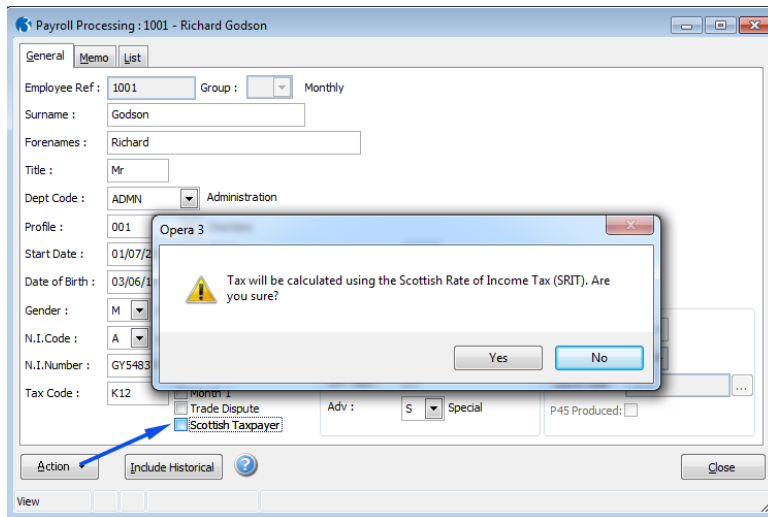 Payroll Processing : 1001 - Richard Godson
General Memo List
Employee Ref : 1001 Group : Monthly
Surname : Godson
Forenames : Richard
Title : Mr
Dept Code : ADMN Administration
Profile : 001
Opera 3
Start Date : 01/07/2
Tax will be calculated using the Scottish Rate of Income Tax (SRIT). Are
you sure?
Date of Birth : 03/06/1
Gender : M
N.I.Code : A
Yes No
N.I.Number : GY5483
Tax Code : K12 Month 1
Trade Dispute Adv : S Special P45 Produced:
Scottish Taxpayer
Action Include Historical Close
View